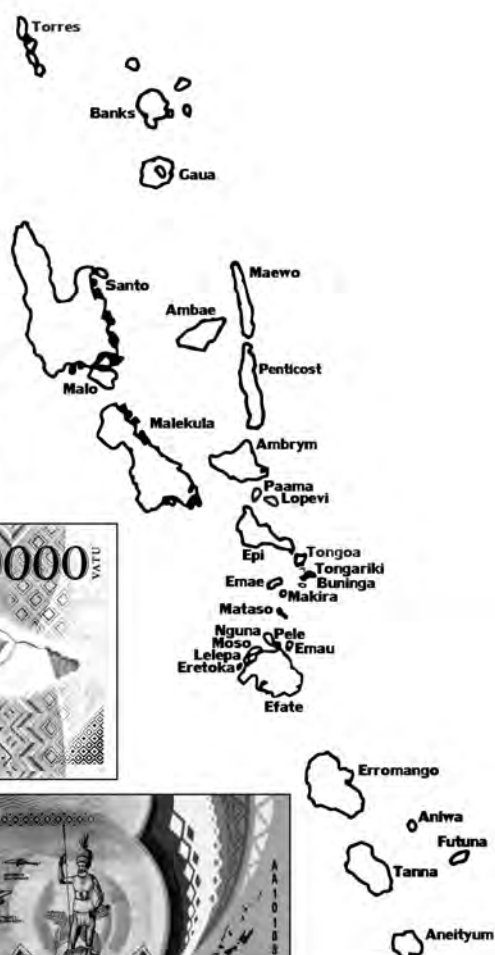 Torres
Banks
Gaua
Santo
Maewo
Ambae
Malo
Penticost
Malekula
Ambrym
Paama
Lopevi
0000
VATU
Epi
Tongoa
Tongariki
Buninga
Emae
Makira
Mataso
Nguna
Pele
Moso
Emau
Lelepa
Eretoka
Efate
Erromango
Aniwa
Futuna
Tanna
Aneityum